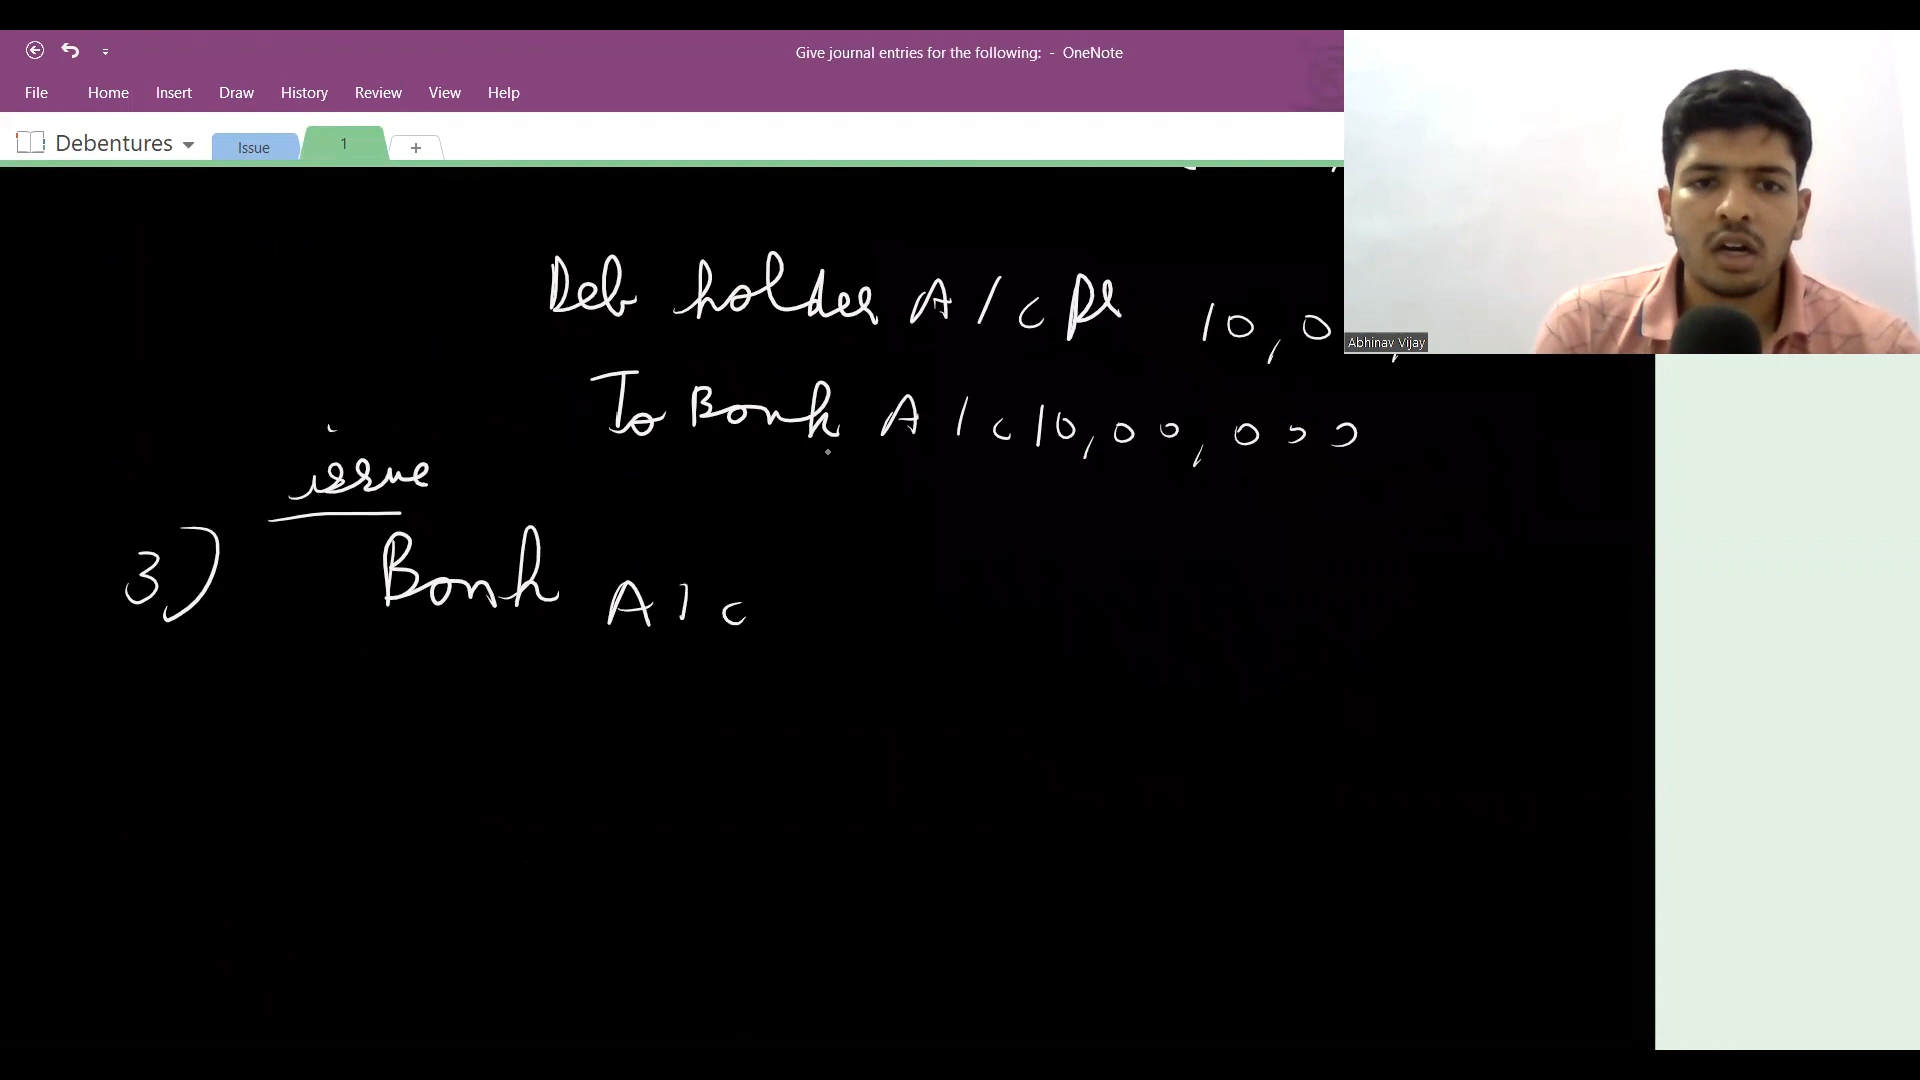 Give journal entries for the following: - OneNote
File Home Insert Draw History Review View Help
Debentures Issue 1 +
Abhinav Vijay
Deb holder A/c Dr 10,0
To Bank A/c 10,00,000
issue
3) Bank A/c